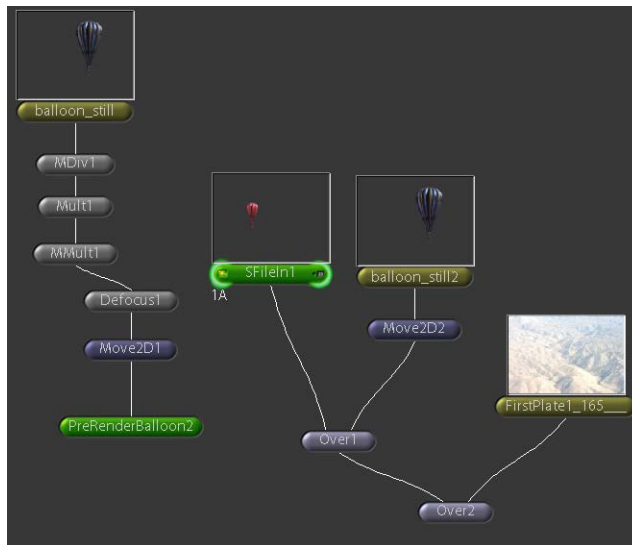 balloon_still
MDiv1
Mult1
MMult1
Defocus1
Move2D1
PreRenderBalloon2
SFileIn1
1A
balloon_still2
Move2D2
FirstPlate1_165___
Over1
Over2